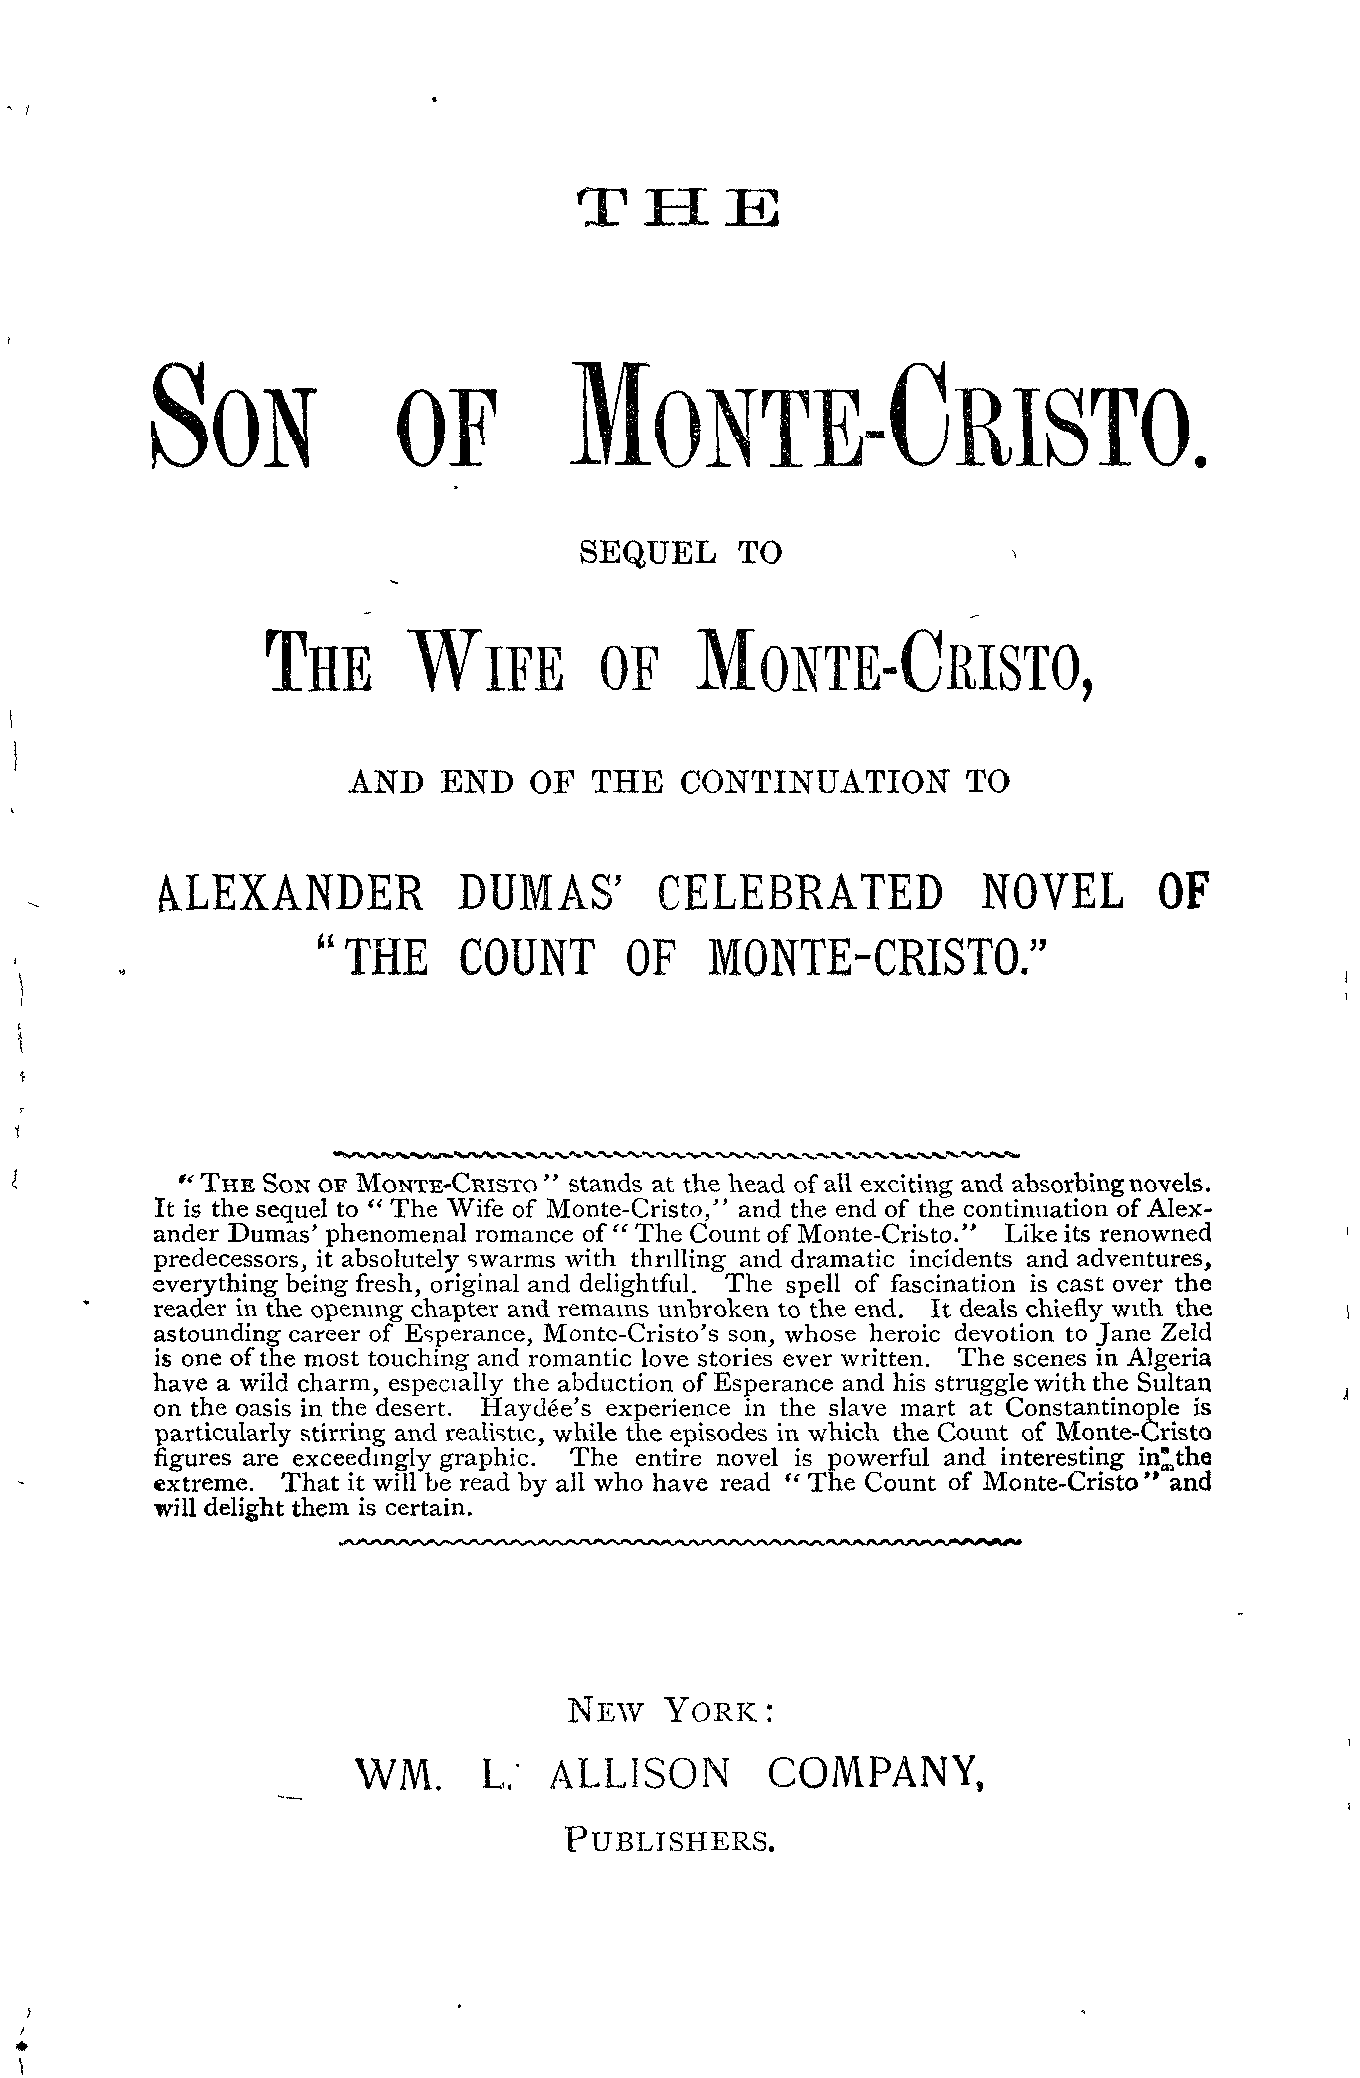 THE
SON OF MONTE-CRISTO.
SEQUEL TO
THE WIFE OF MONTE-CRISTO,
AND END OF THE CONTINUATION TO
ALEXANDER DUMAS' CELEBRATED NOVEL OF
"THE COUNT OF MONTE-CRISTO."
"THE SON OF MONTE-CRISTO" stands at the head of all exciting and absorbing novels.
It is the sequel to "The Wife of Monte-Cristo," and the end of the continuation of Alex-
ander Dumas' phenomenal romance of "The Count of Monte-Cristo." Like its renowned
predecessors, it absolutely swarms with thrilling and dramatic incidents and adventures,
everything being fresh, original and delightful. The spell of fascination is cast over the
reader in the opening chapter and remains unbroken to the end. It deals chiefly with the
astounding career of Esperance, Monte-Cristo's son, whose heroic devotion to Jane Zeld
is one of the most touching and romantic love stories ever written. The scenes in Algeria
have a wild charm, especially the abduction of Esperance and his struggle with the Sultan
on the oasis in the desert. Haydée's experience in the slave mart at Constantinople is
particularly stirring and realistic, while the episodes in which the Count of Monte-Cristo
figures are exceedingly graphic. The entire novel is powerful and interesting in the
extreme. That it will be read by all who have read "The Count of Monte-Cristo" and
will delight them is certain.
NEW YORK:
WM. L. ALLISON COMPANY,
PUBLISHERS.